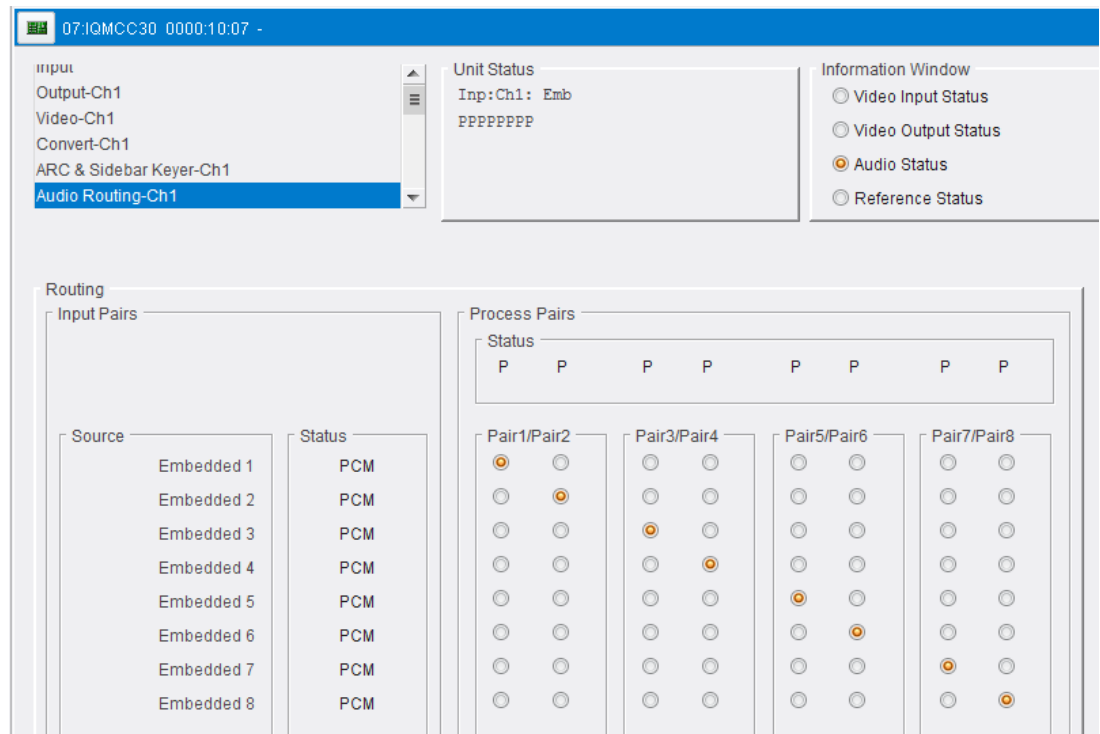 07:IQMCC30 0000:10:07 -
Input
Output-Ch1
Video-Ch1
Convert-Ch1
ARC & Sidebar Keyer-Ch1
Audio Routing-Ch1
Unit Status
Inp:Ch1: Emb
PPPPPPPP
Information Window
Video Input Status
Video Output Status
Audio Status
Reference Status
Routing
Input Pairs
Process Pairs
Status
P P P P P P P P
Source Status Pair1/Pair2 Pair3/Pair4 Pair5/Pair6 Pair7/Pair8
Embedded 1 PCM
Embedded 2 PCM
Embedded 3 PCM
Embedded 4 PCM
Embedded 5 PCM
Embedded 6 PCM
Embedded 7 PCM
Embedded 8 PCM